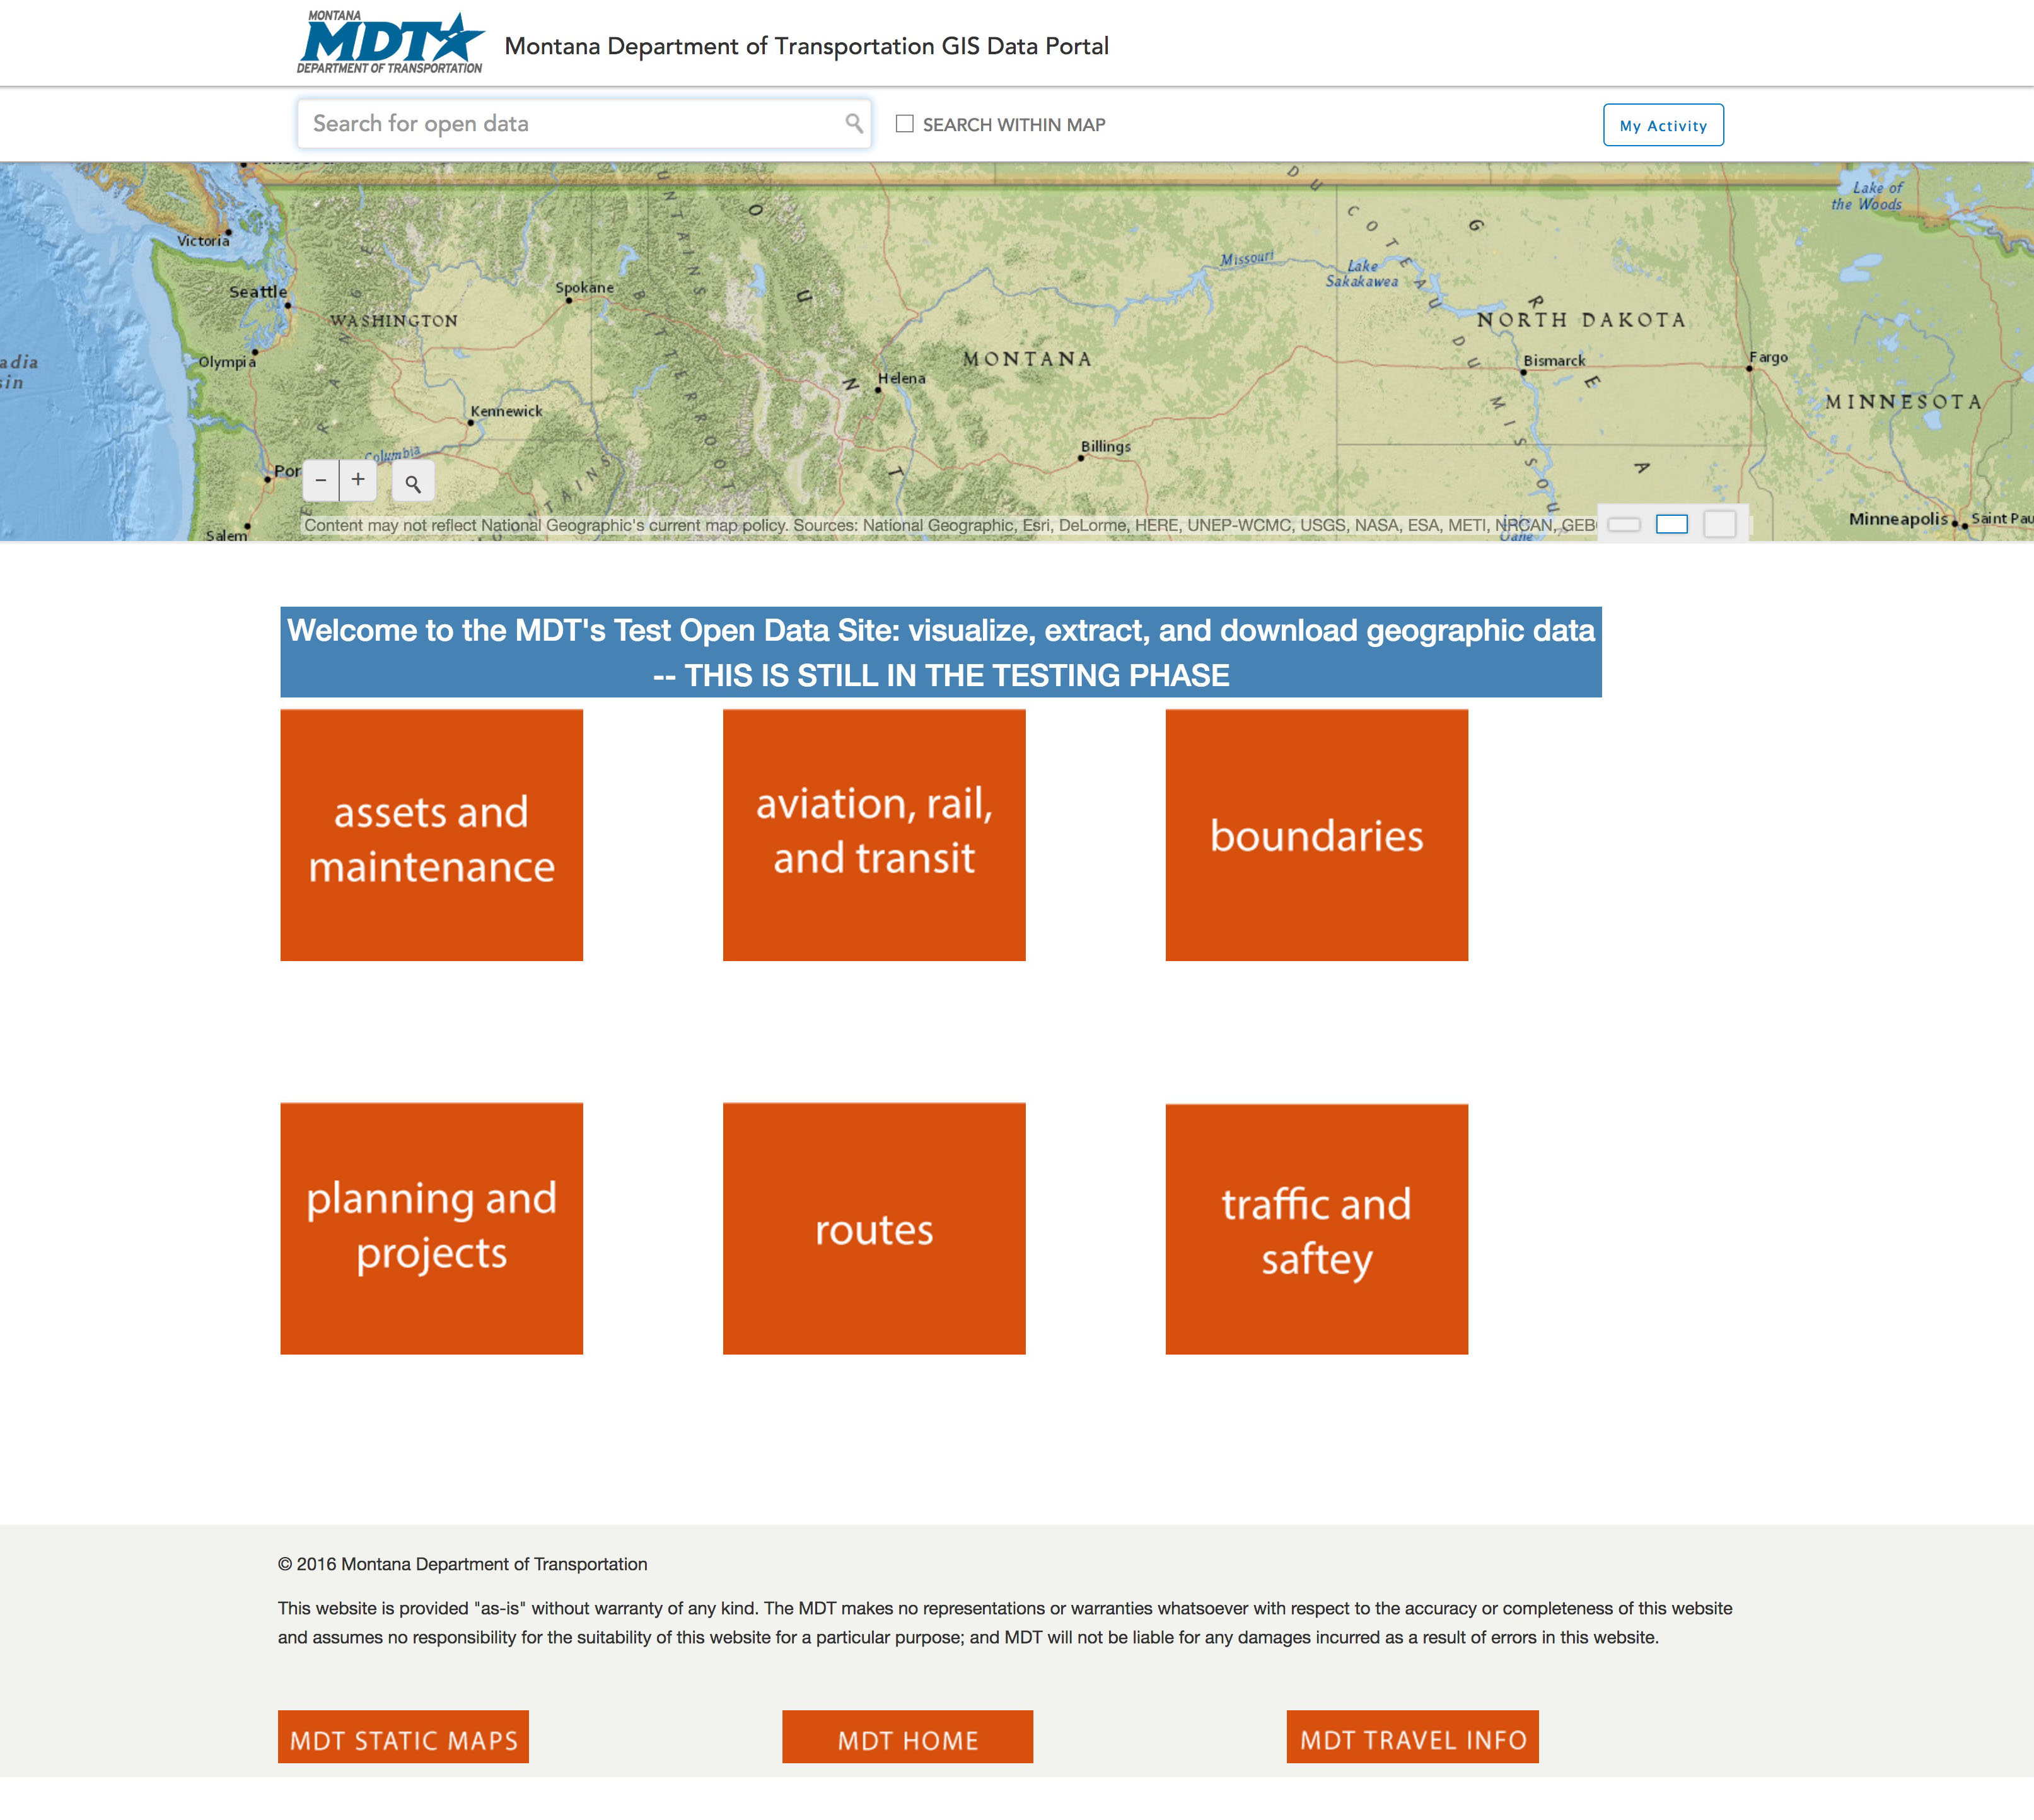 MONTANA
MDT
DEPARTMENT OF TRANSPORTATION
Montana Department of Transportation GIS Data Portal
Search for open data
SEARCH WITHIN MAP
My Activity
Lake of
the Woods
Victoria
Seattle
Spokane
WASHINGTON
Olympia
Kennewick
Columbia
Por
Salem
MONTANA
Helena
Billings
Missouri
Lake
Sakakawea
NORTH DAKOTA
Bismarck
Fargo
MINNESOTA
Minneapolis
Saint Pau
COTEAU DU MISSOU
BITTERROOT
TAINS
UNTAINS
adia
sin
− +
Content may not reflect National Geographic's current map policy. Sources: National Geographic, Esri, DeLorme, HERE, UNEP-WCMC, USGS, NASA, ESA, METI, NRCAN, GEB
Welcome to the MDT's Test Open Data Site: visualize, extract, and download geographic data
-- THIS IS STILL IN THE TESTING PHASE
assets and
maintenance
aviation, rail,
and transit
boundaries
planning and
projects
routes
traffic and
saftey
© 2016 Montana Department of Transportation
This website is provided "as-is" without warranty of any kind. The MDT makes no representations or warranties whatsoever with respect to the accuracy or completeness of this website
and assumes no responsibility for the suitability of this website for a particular purpose; and MDT will not be liable for any damages incurred as a result of errors in this website.
MDT STATIC MAPS
MDT HOME
MDT TRAVEL INFO